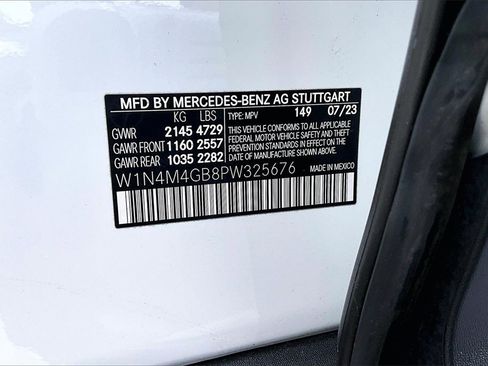 MFD BY MERCEDES-BENZ AG STUTTGART
KG LBS TYPE: MPV 149 07/23
GVWR 2145 4729 THIS VEHICLE CONFORMS TO ALL APPLICABLE
GAWR FRONT 1160 2557 FEDERAL MOTOR VEHICLE SAFETY AND THEFT
GAWR REAR 1035 2282 PREVENTION STANDARDS IN EFFECT ON THE
DATE OF MANUFACTURE SHOWN ABOVE.
W1N4M4GB8PW325676 MADE IN MEXICO